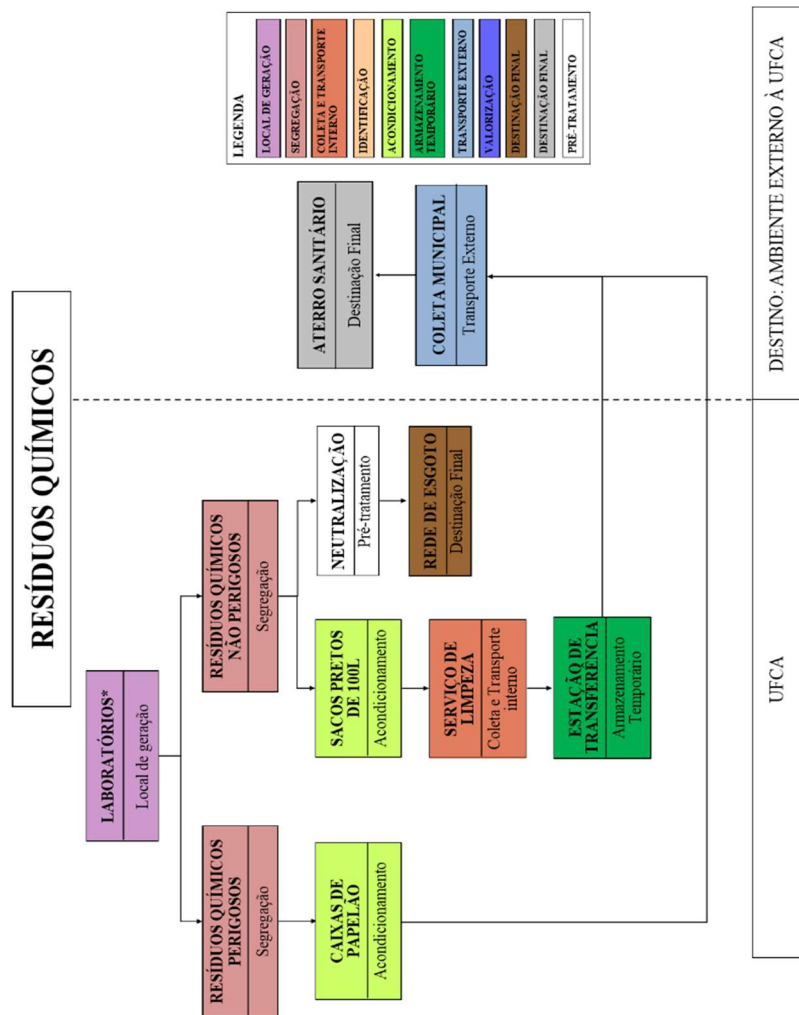 RESÍDUOS QUÍMICOS
LABORATÓRIOS*
Local de geração
RESÍDUOS QUÍMICOS
PERIGOSOS
Segregação
RESÍDUOS QUÍMICOS
NÃO PERIGOSOS
Segregação
CAIXAS DE
PAPELÃO
Acondicionamento
SACOS PRETOS
DE 100L
Acondicionamento
NEUTRALIZAÇÃO
Pré-tratamento
SERVIÇO DE
LIMPEZA
Coleta e Transporte
interno
REDE DE ESGOTO
Destinação Final
ESTAÇÃO DE
TRANSFERÊNCIA
Armazenamento
Temporário
ATERRO SANITÁRIO
Destinação Final
COLETA MUNICIPAL
Transporte Externo
LEGENDA
LOCAL DE GERAÇÃO
SEGREGAÇÃO
COLETA E TRANSPORTE
INTERNO
IDENTIFICAÇÃO
ACONDICIONAMENTO
ARMAZENAMENTO
TEMPORÁRIO
TRANSPORTE EXTERNO
VALORIZAÇÃO
DESTINAÇÃO FINAL
DESTINAÇÃO FINAL
PRÉ-TRATAMENTO
UFCA
DESTINO: AMBIENTE EXTERNO À UFCA